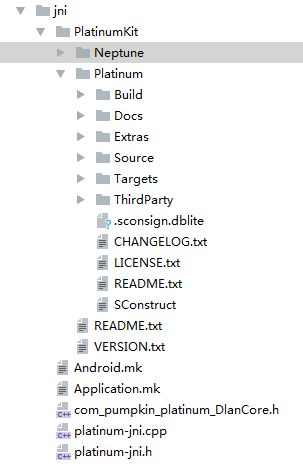 jni
PlatinumKit
Neptune
Platinum
Build
Docs
Extras
Source
Targets
ThirdParty
.sconsign.dblite
CHANGELOG.txt
LICENSE.txt
README.txt
SConstruct
README.txt
VERSION.txt
Android.mk
Application.mk
com_pumpkin_platinum_DlanCore.h
platinum-jni.cpp
platinum-jni.h